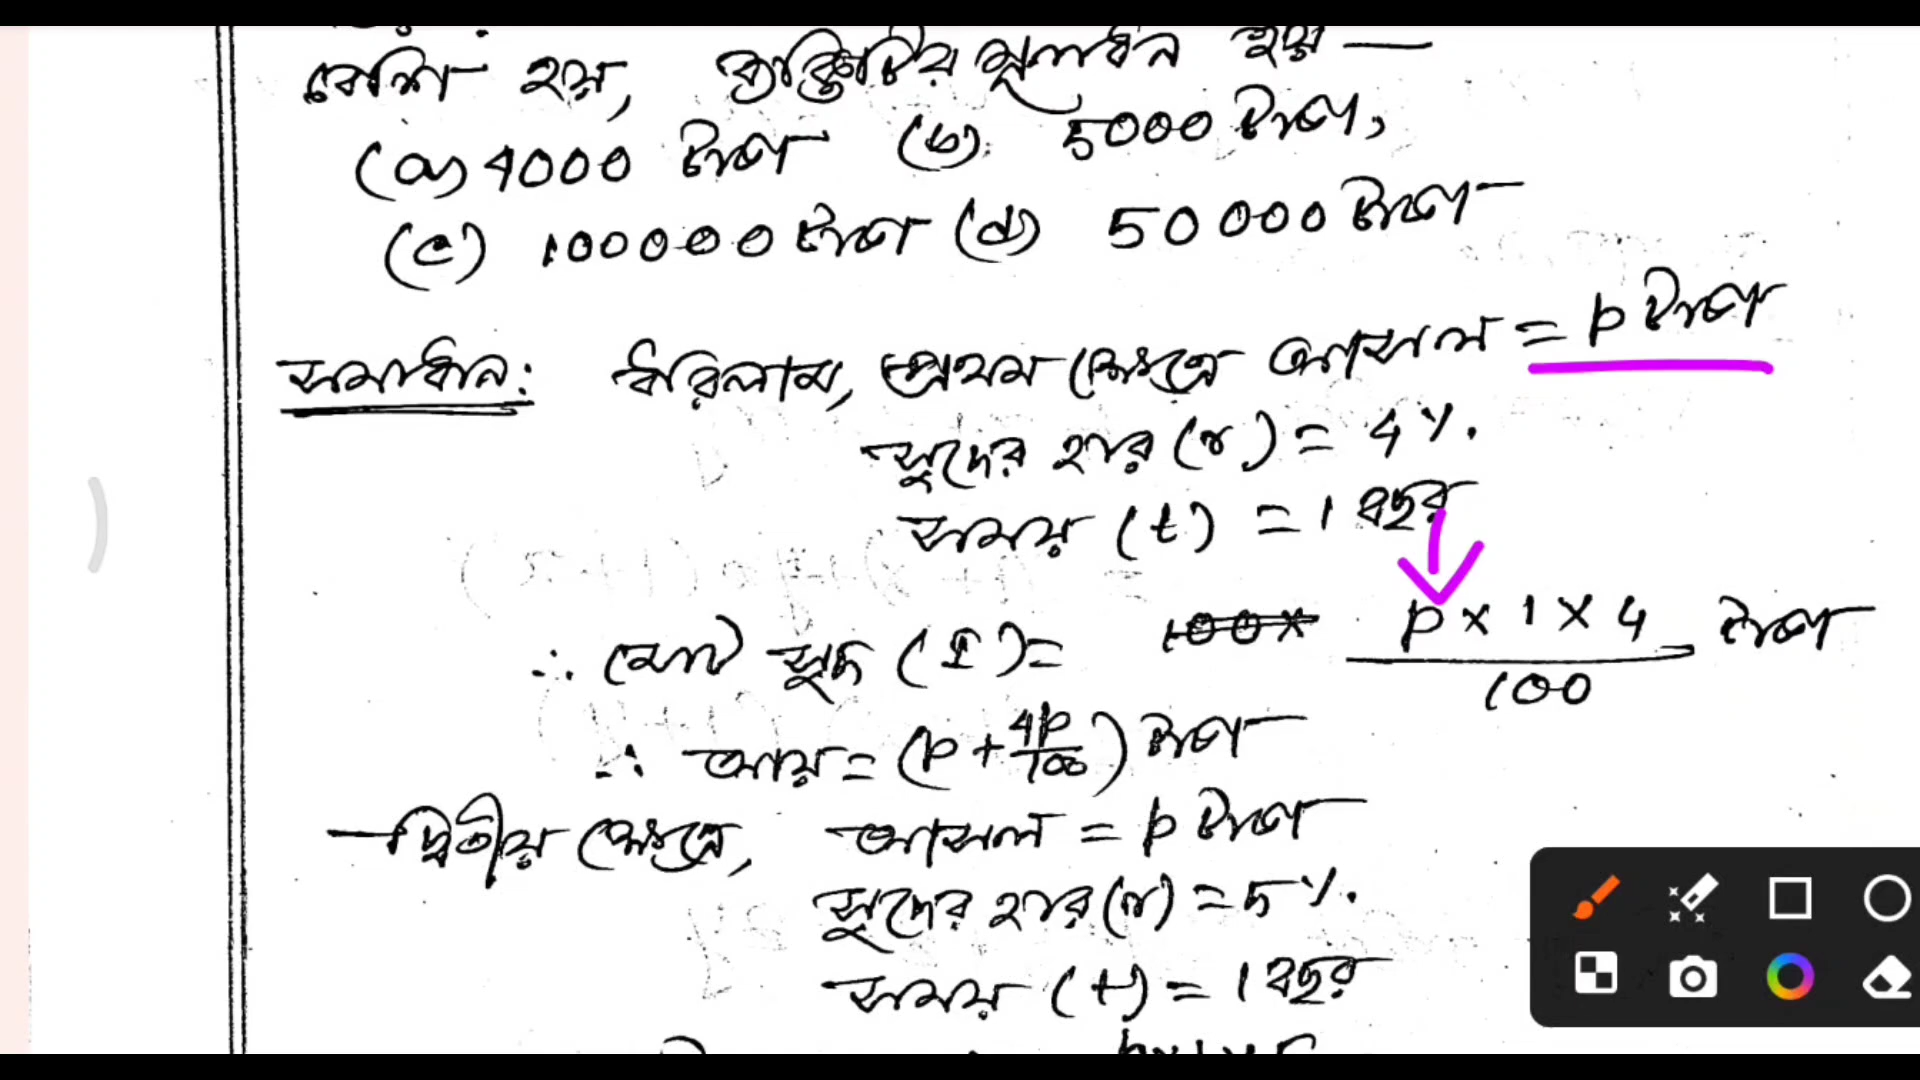 বেশি হয়, ব্যক্তিটির মূলধন হয় —
(a) 4000 টাকা (b) 5000 টাকা,
(c) 100000 টাকা (d) 50000 টাকা
সমাধান: ধরিলাম, প্রথম ক্ষেত্রে আসল = p টাকা
সুদের হার (r) = 4%.
সময় (t) = 1 বছর
∴ মোট সুদ (I) = p × 1 × 4 / 100 টাকা
∴ আয় = (p + 4p/100) টাকা
দ্বিতীয় ক্ষেত্রে, আসল = p টাকা
সুদের হার (r) = 5%.
সময় (t) = 1 বছর